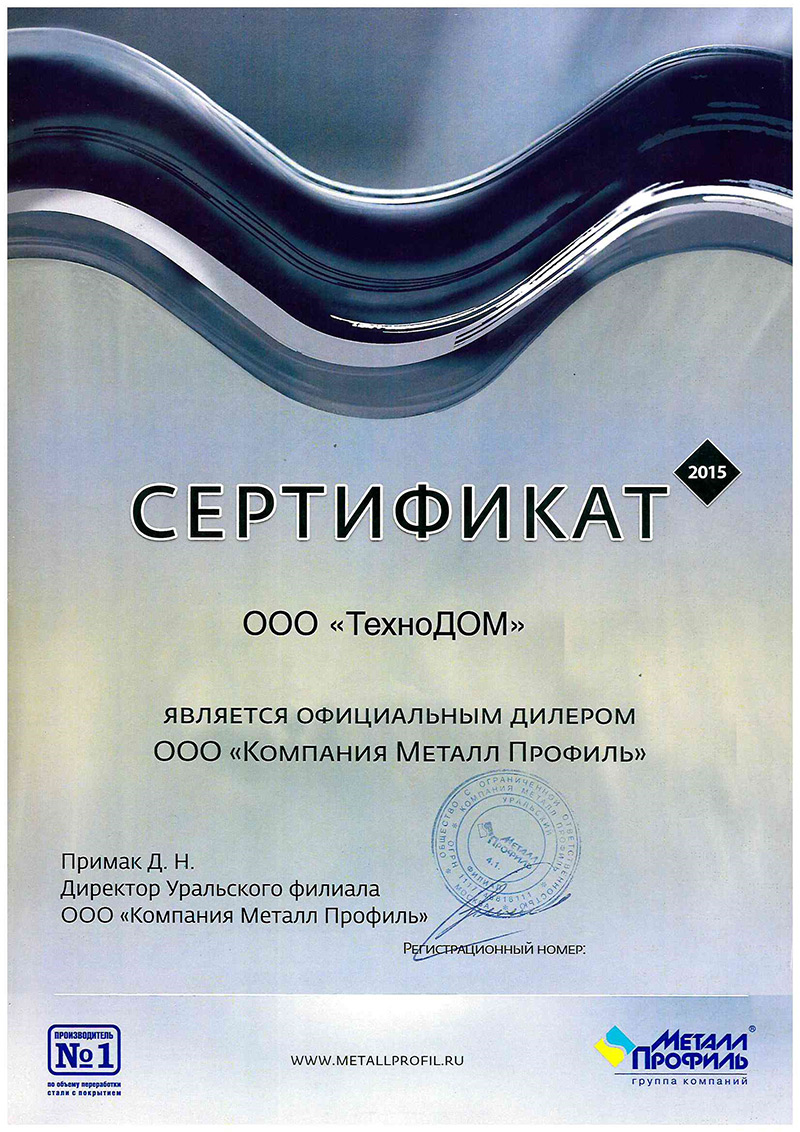 2015
СЕРТИФИКАТ
ООО «ТехноДОМ»
является официальным дилером
ООО «Компания Металл Профиль»
ОБЩЕСТВО С ОГРАНИЧЕННОЙ ОТВЕТСТВЕННОСТЬЮ
КОМПАНИЯ МЕТАЛЛ ПРОФИЛЬ
УРАЛЬСКИЙ
МЕТАЛЛ
ПРОФИЛЬ
4.1.
ФИЛИАЛ
МОСКВА
Примак Д. Н.
Директор Уральского филиала
ООО «Компания Металл Профиль»
Регистрационный номер:
ПРОИЗВОДИТЕЛЬ
№1
по объему переработки
стали с покрытием
WWW.METALLPROFIL.RU
МЕТАЛЛ®
ПРОФИЛЬ
группа компаний